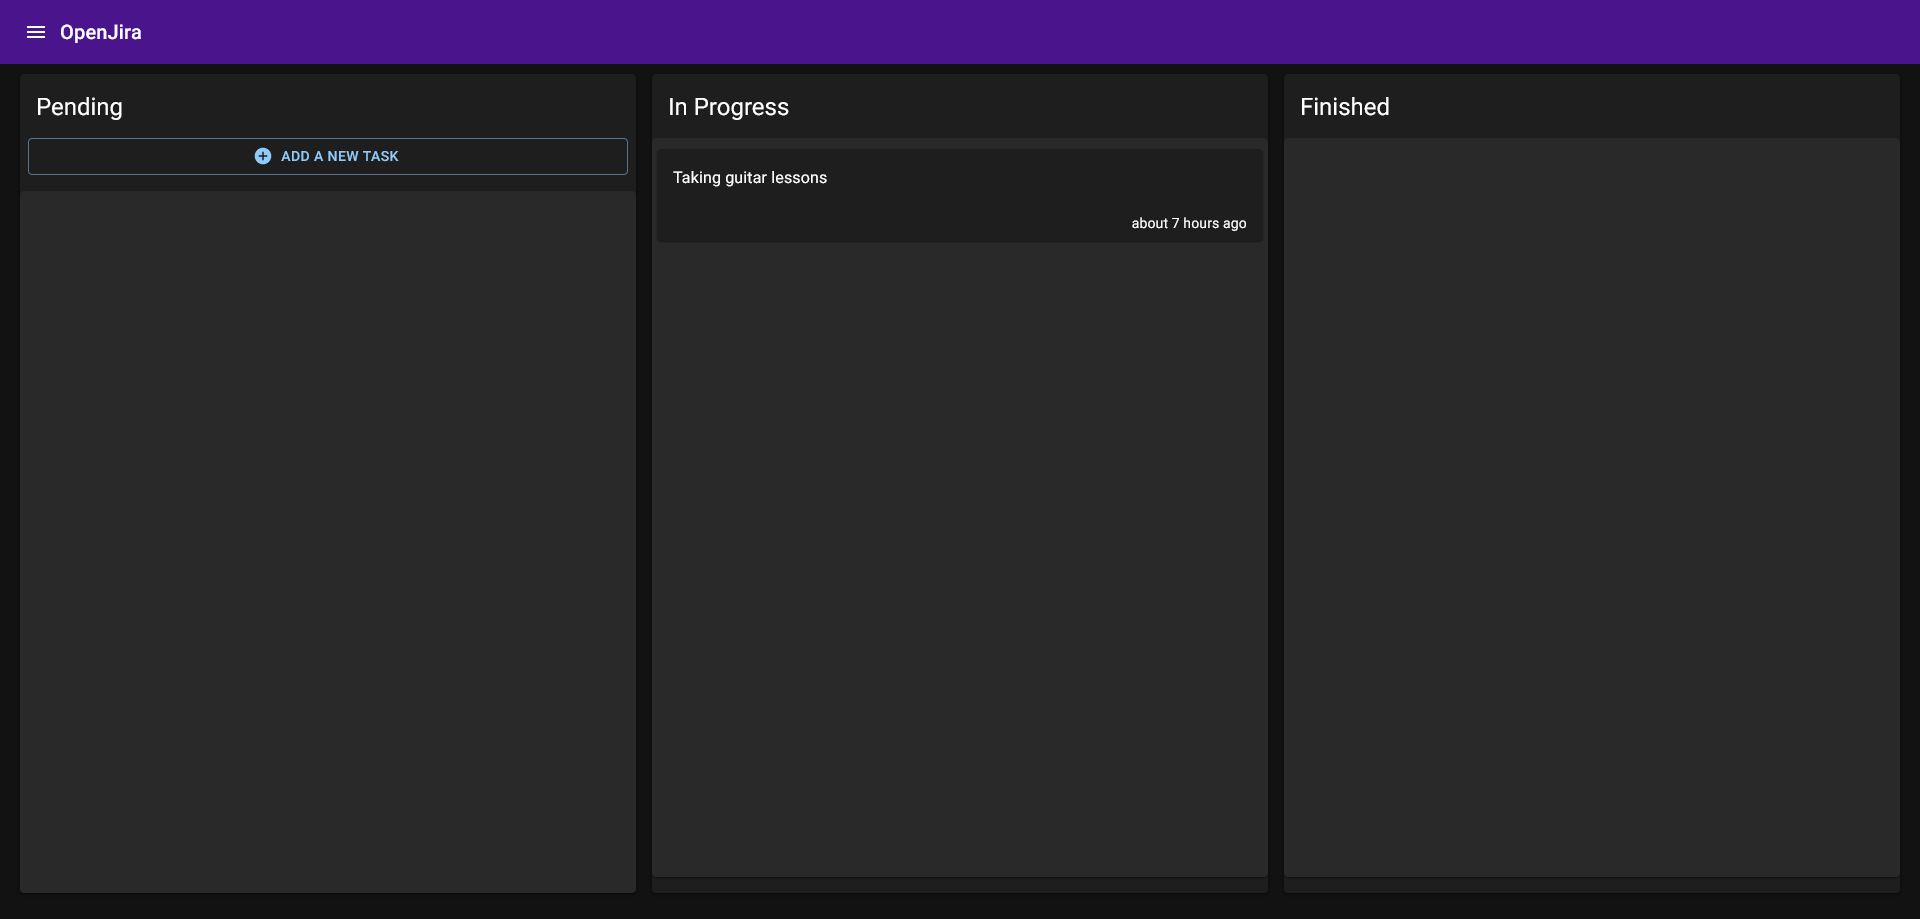 OpenJira
Pending
ADD A NEW TASK
In Progress
Taking guitar lessons
about 7 hours ago
Finished